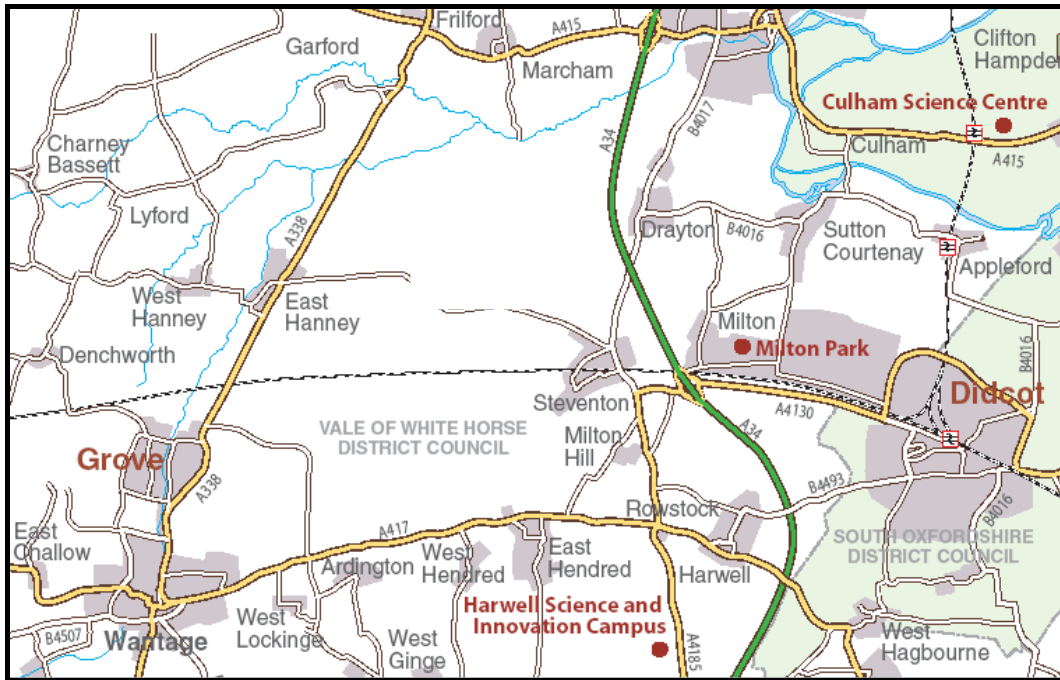 Frilford
A415
Garford
Marcham
Clifton
Hampde
Culham Science Centre
B4017
A34
Culham
A415
Charney
Bassett
Lyford
A338
Drayton
B4016
Sutton
Courtenay
Appleford
West
Hanney
East
Hanney
Milton
Milton Park
Denchworth
B4016
Didcot
Steventon
A4130
A34
VALE OF WHITE HORSE
DISTRICT COUNCIL
Milton
Hill
Grove
A338
B4493
Rowstock
B4016
East
Challow
A417
West
Hendred
East
Hendred
Ardington
Harwell
SOUTH OXFORDSHIRE
DISTRICT COUNCIL
Harwell Science and
Innovation Campus
West
Lockinge
B4507
Wantage
West
Ginge
A4185
West
Hagbourne